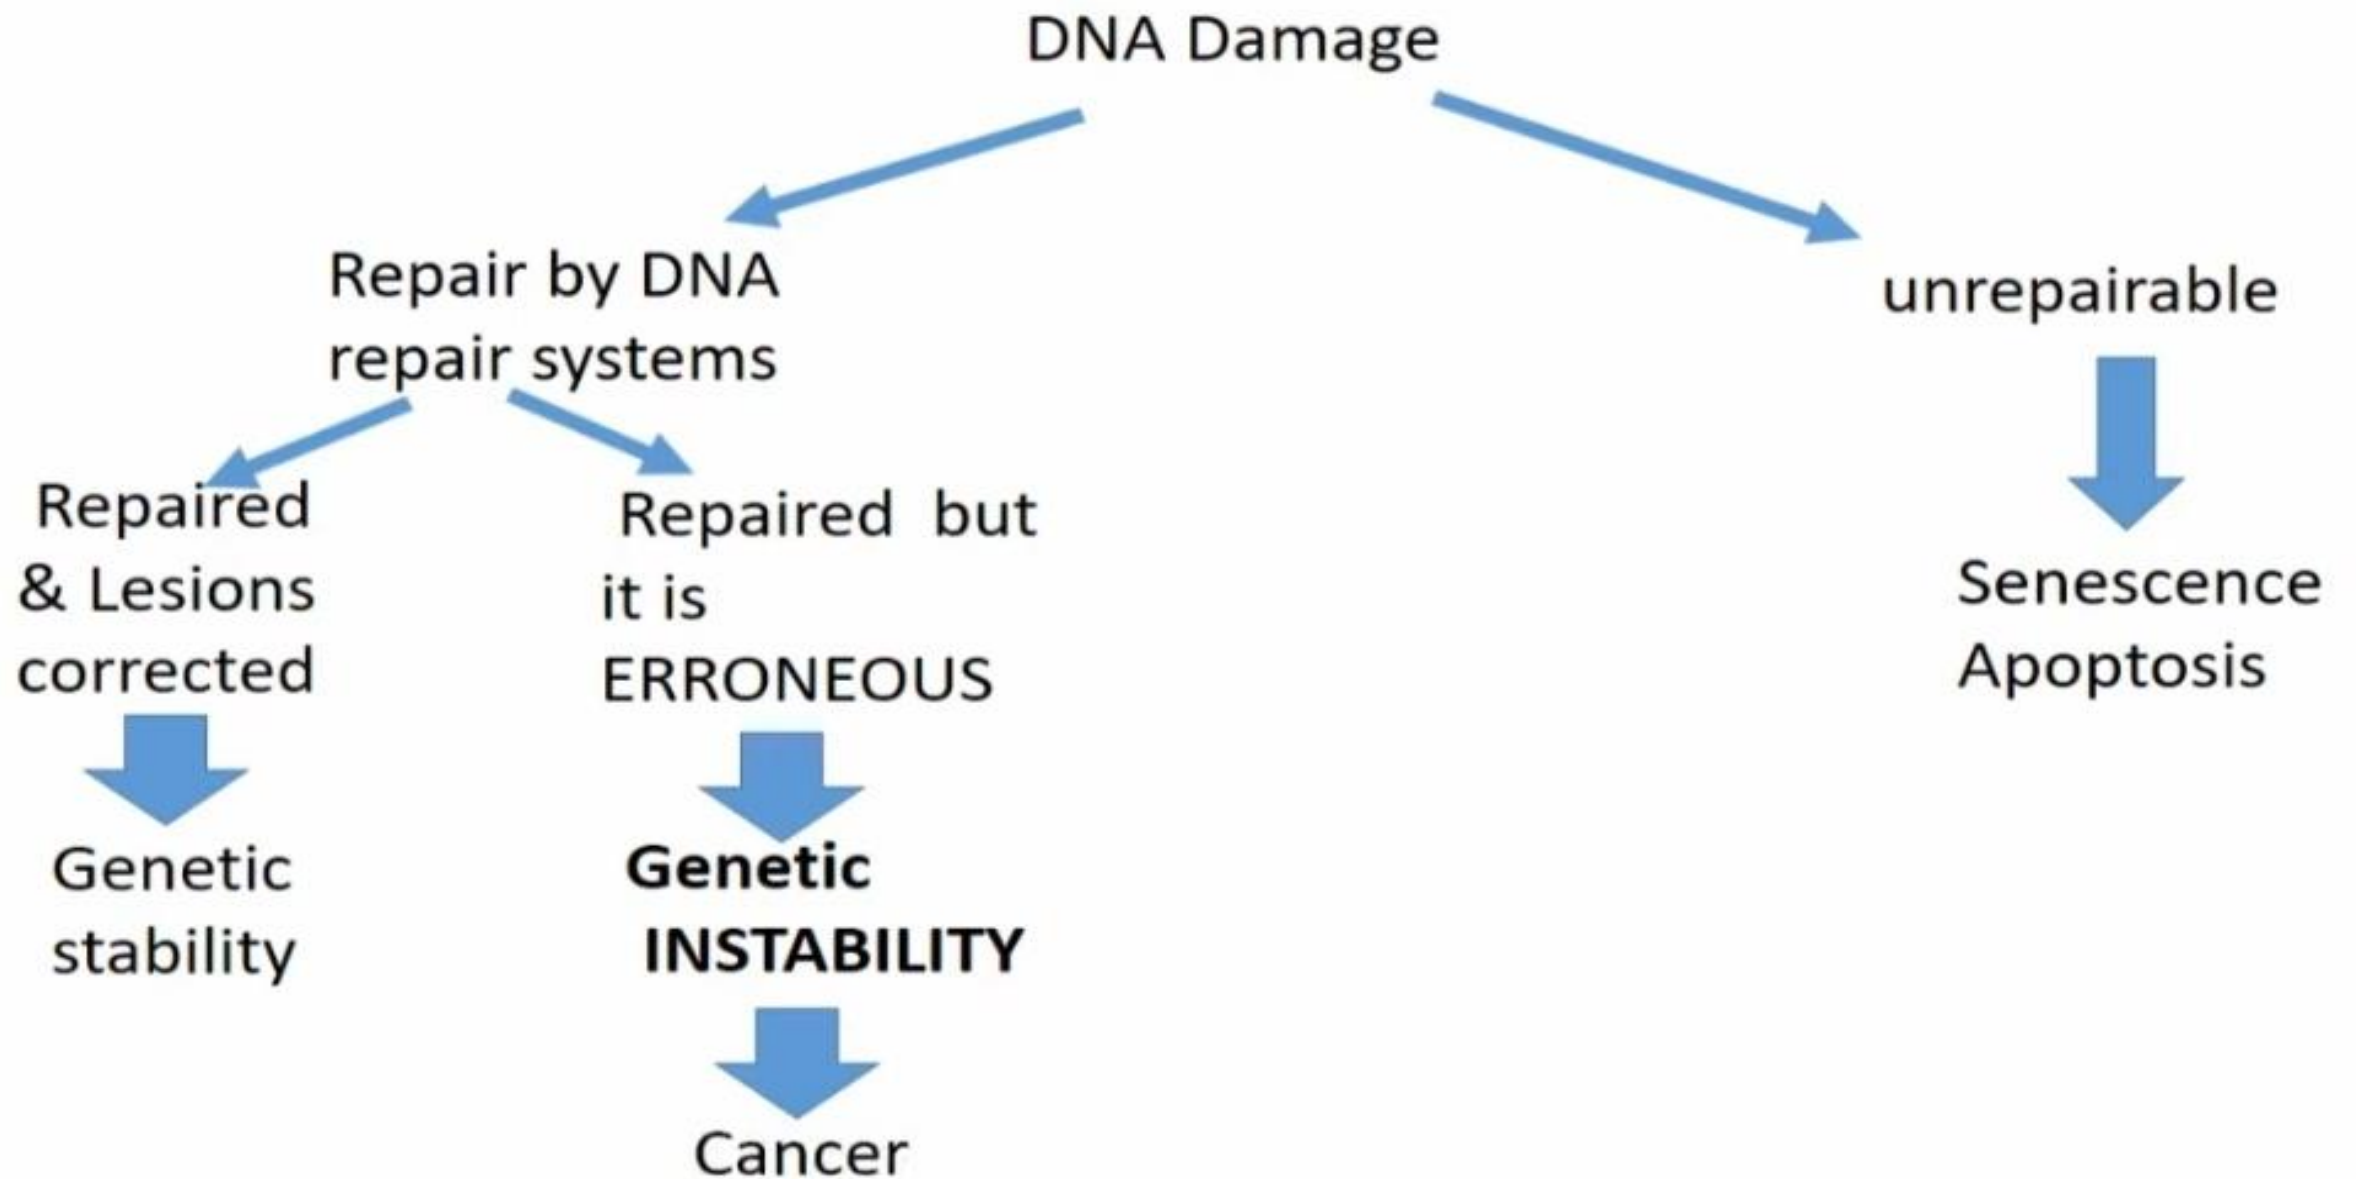 DNA Damage
Repair by DNA
repair systems
unrepairable
Repaired
& Lesions
corrected
Repaired but
it is
ERRONEOUS
Senescence
Apoptosis
Genetic
stability
Genetic
INSTABILITY
Cancer